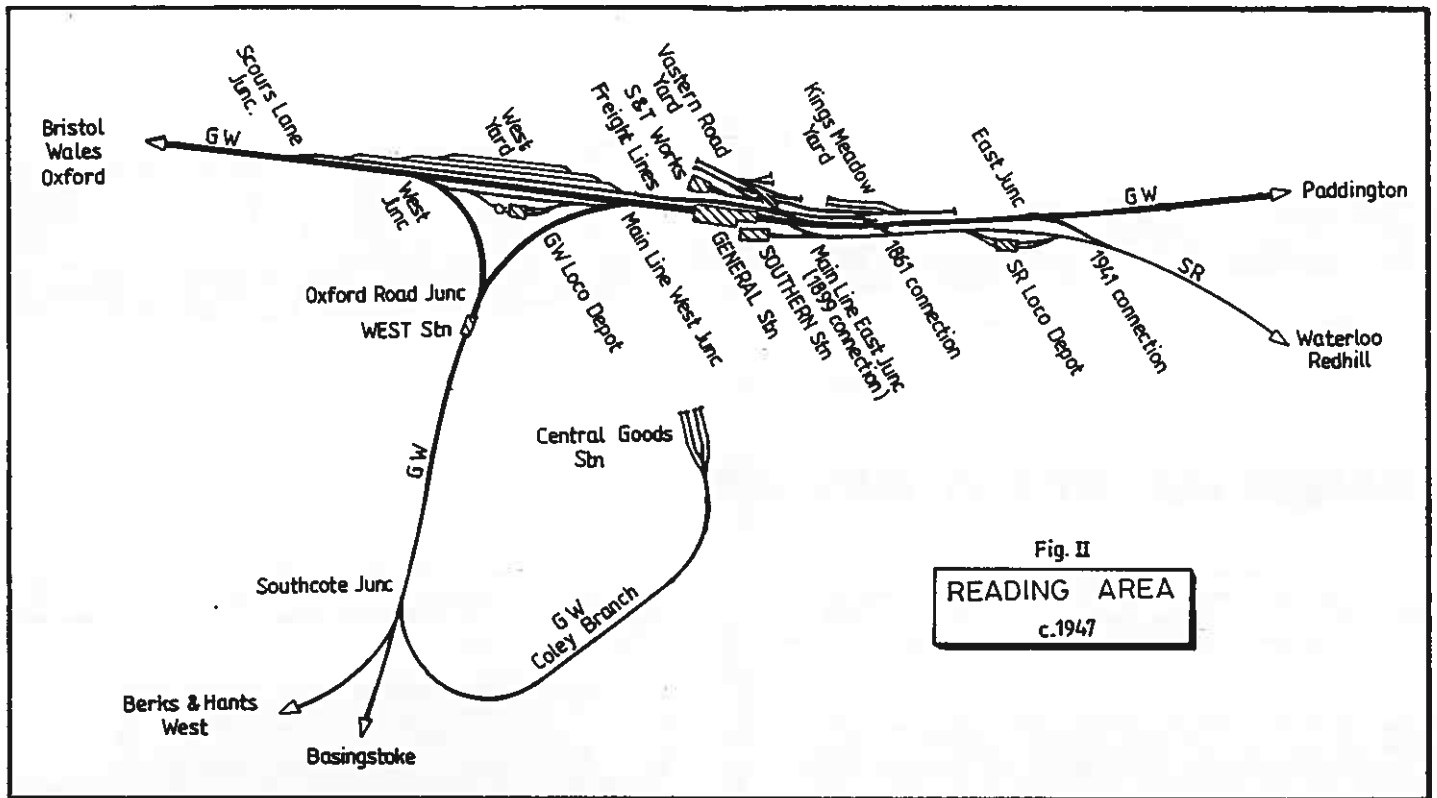 Bristol
Wales
Oxford
GW
Scours Lane
Junc.
West
Junc
West
Yard
GW Loco Depot
Freight Lines
S&T Works
Vastern Road
Yard
Main Line West Junc
GENERAL Stn
SOUTHERN Stn
Kings Meadow
Yard
Main Line East Junc
(1899 connection)
1861 connection
East Junc
SR Loco Depot
1941 connection
GW
Paddington
SR
Waterloo
Redhill
Oxford Road Junc
WEST Stn
GW
Central Goods
Stn
Southcote Junc
GW
Coley Branch
Berks & Hants
West
Basingstoke
Fig. II
READING AREA
c.1947